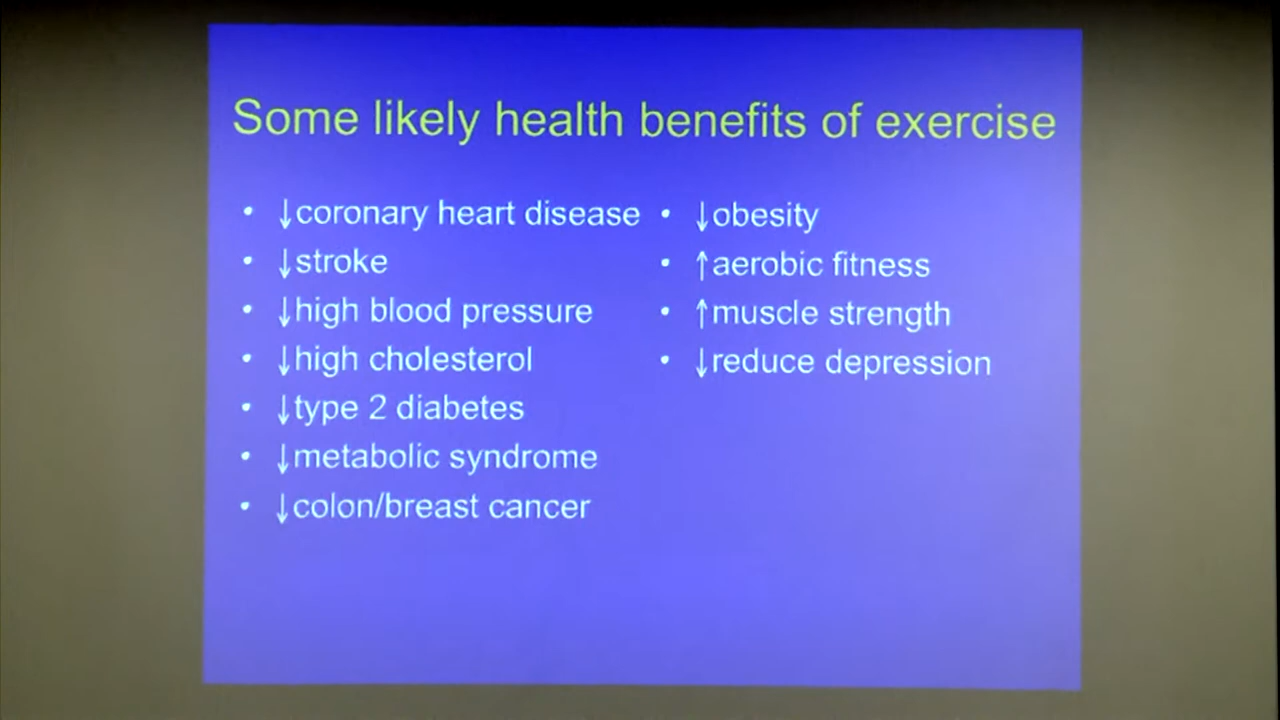 Some likely health benefits of exercise
• ↓coronary heart disease
• ↓stroke
• ↓high blood pressure
• ↓high cholesterol
• ↓type 2 diabetes
• ↓metabolic syndrome
• ↓colon/breast cancer
• ↓obesity
• ↑aerobic fitness
• ↑muscle strength
• ↓reduce depression